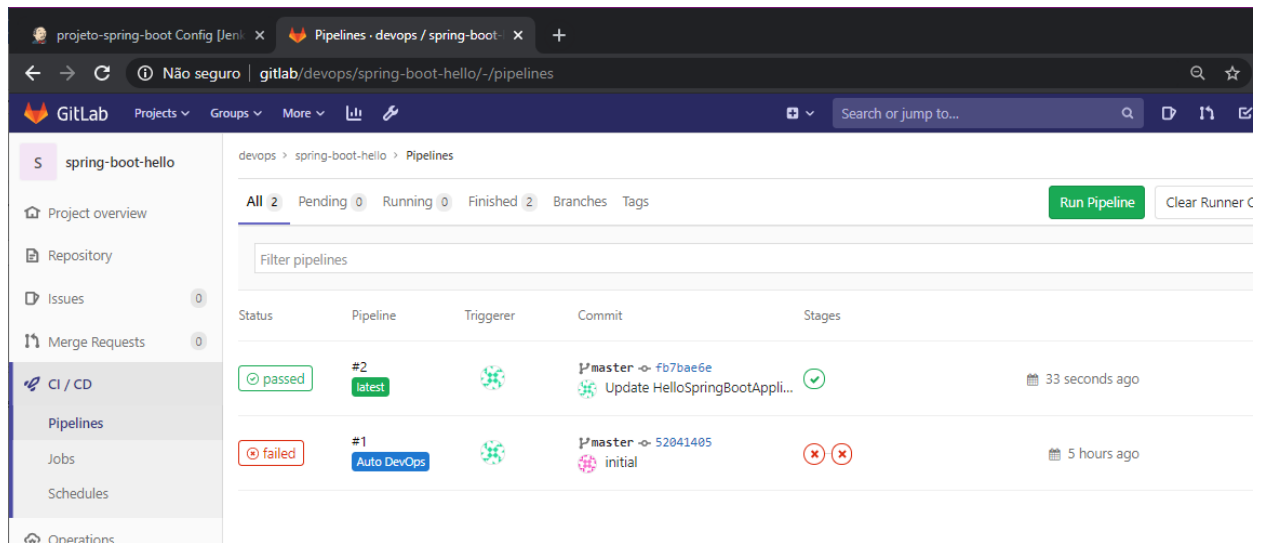 projeto-spring-boot Config [Jenk
Pipelines · devops / spring-boot-
Não seguro | gitlab/devops/spring-boot-hello/-/pipelines
GitLab Projects Groups More Search or jump to...
S spring-boot-hello
Project overview
Repository
Issues 0
Merge Requests 0
CI / CD
Pipelines
Jobs
Schedules
Operations
devops > spring-boot-hello > Pipelines
All 2 Pending 0 Running 0 Finished 2 Branches Tags Run Pipeline Clear Runner C
Filter pipelines
Status Pipeline Triggerer Commit Stages
passed #2 latest master fb7bae6e 33 seconds ago
Update HelloSpringBootAppli...
failed #1 Auto DevOps master 52041405 5 hours ago
initial